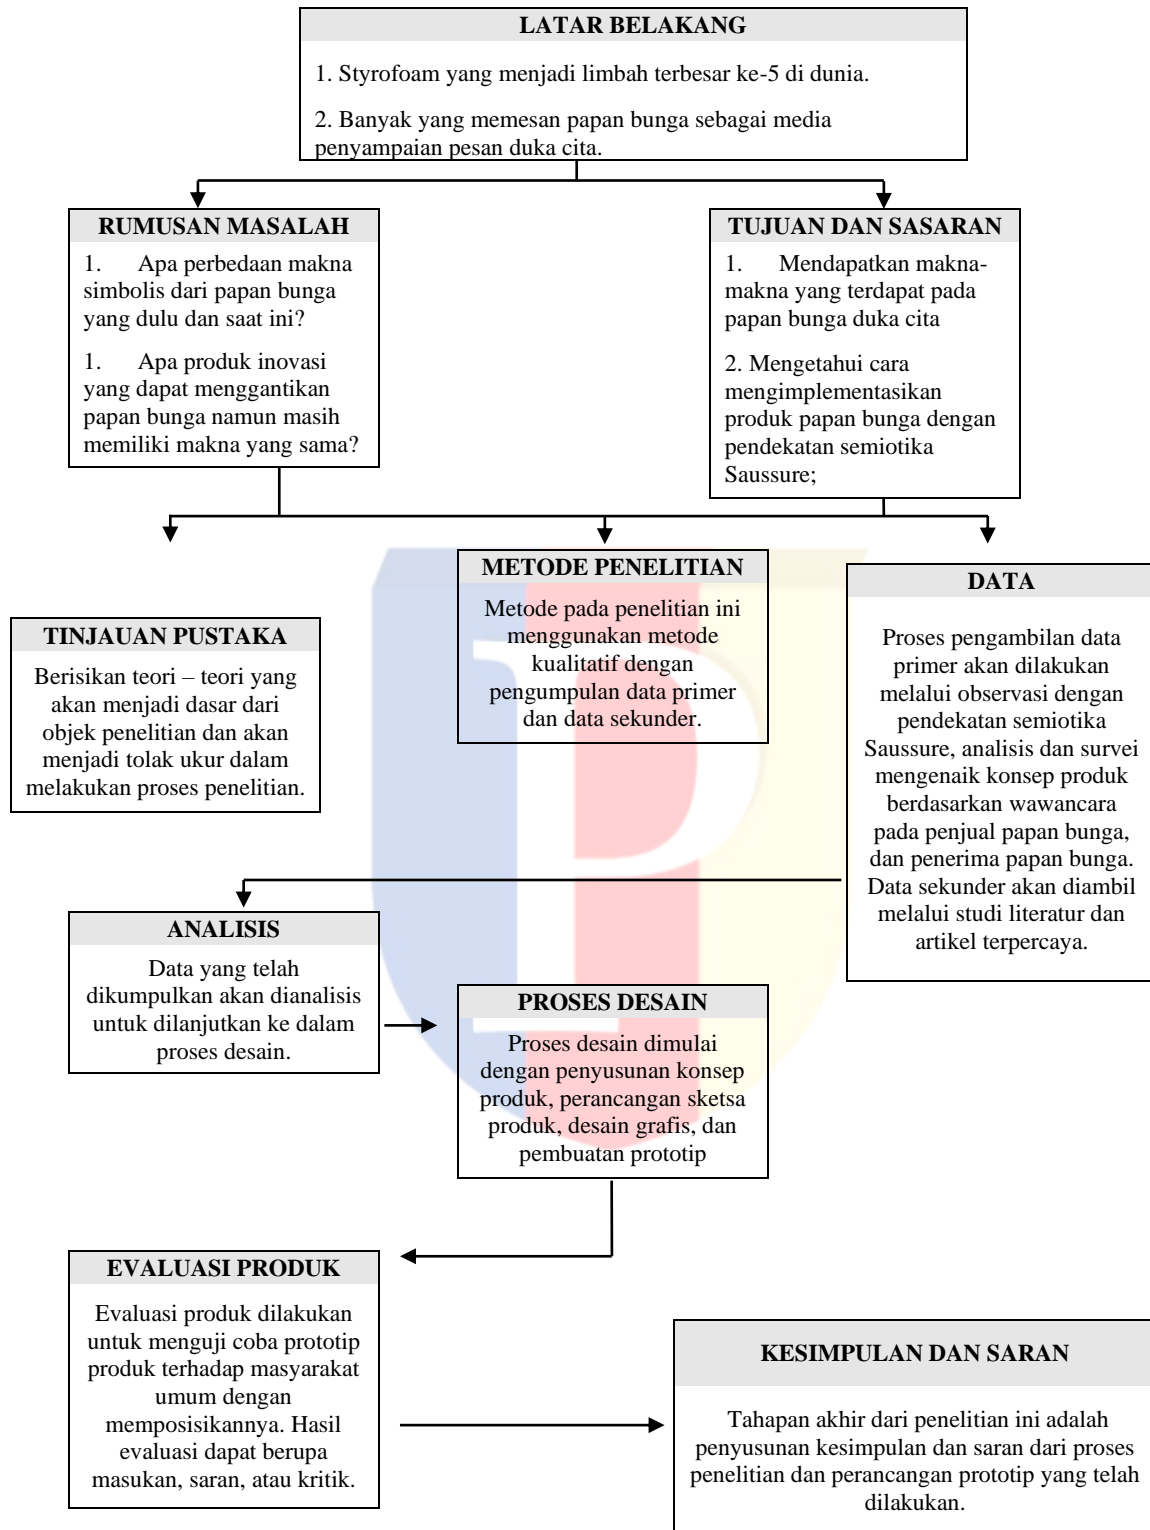 LATAR BELAKANG
1. Styrofoam yang menjadi limbah terbesar ke-5 di dunia.
2. Banyak yang memesan papan bunga sebagai media
penyampaian pesan duka cita.
RUMUSAN MASALAH
1. Apa perbedaan makna
simbolis dari papan bunga
yang dulu dan saat ini?
1. Apa produk inovasi
yang dapat menggantikan
papan bunga namun masih
memiliki makna yang sama?
TUJUAN DAN SASARAN
1. Mendapatkan makna-
makna yang terdapat pada
papan bunga duka cita
2. Mengetahui cara
mengimplementasikan
produk papan bunga dengan
pendekatan semiotika
Saussure;
TINJAUAN PUSTAKA
Berisikan teori – teori yang
akan menjadi dasar dari
objek penelitian dan akan
menjadi tolak ukur dalam
melakukan proses penelitian.
METODE PENELITIAN
Metode pada penelitian ini
menggunakan metode
kualitatif dengan
pengumpulan data primer
dan data sekunder.
DATA
Proses pengambilan data
primer akan dilakukan
melalui observasi dengan
pendekatan semiotika
Saussure, analisis dan survei
mengenaik konsep produk
berdasarkan wawancara
pada penjual papan bunga,
dan penerima papan bunga.
Data sekunder akan diambil
melalui studi literatur dan
artikel terpercaya.
ANALISIS
Data yang telah
dikumpulkan akan dianalisis
untuk dilanjutkan ke dalam
proses desain.
PROSES DESAIN
Proses desain dimulai
dengan penyusunan konsep
produk, perancangan sketsa
produk, desain grafis, dan
pembuatan prototip
EVALUASI PRODUK
Evaluasi produk dilakukan
untuk menguji coba prototip
produk terhadap masyarakat
umum dengan
memposisikannya. Hasil
evaluasi dapat berupa
masukan, saran, atau kritik.
KESIMPULAN DAN SARAN
Tahapan akhir dari penelitian ini adalah
penyusunan kesimpulan dan saran dari proses
penelitian dan perancangan prototip yang telah
dilakukan.